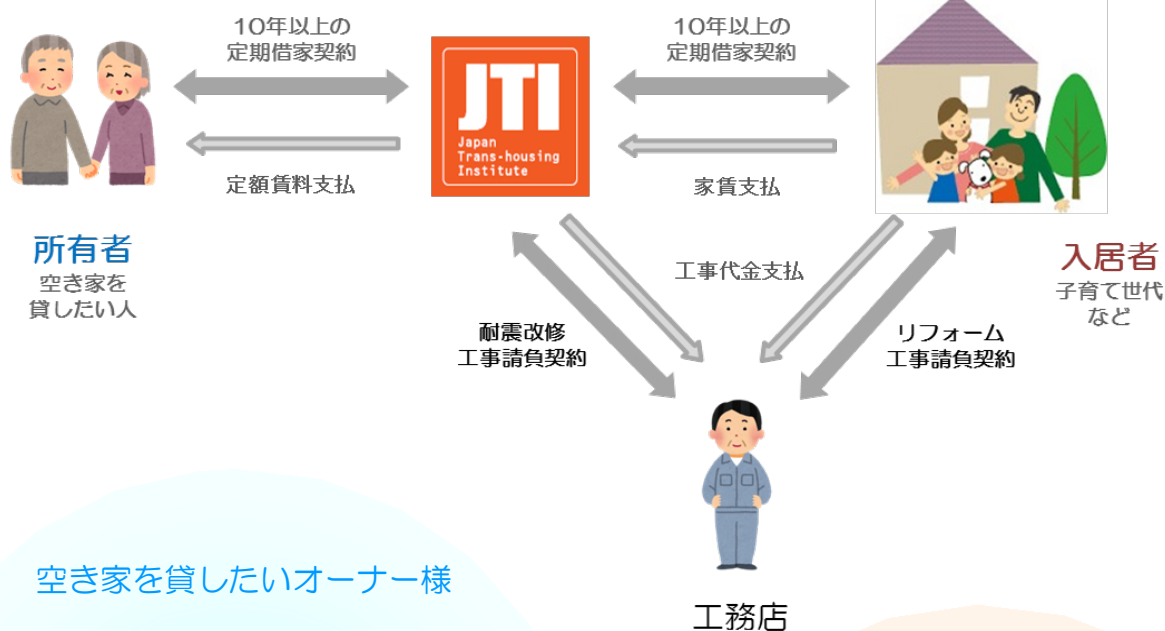 10年以上の
定期借家契約
10年以上の
定期借家契約
JTI
Japan
Trans-housing
Institute
定額賃料支払
家賃支払
所有者
空き家を
貸したい人
入居者
子育て世代
など
工事代金支払
耐震改修
工事請負契約
リフォーム
工事請負契約
空き家を貸したいオーナー様
工務店